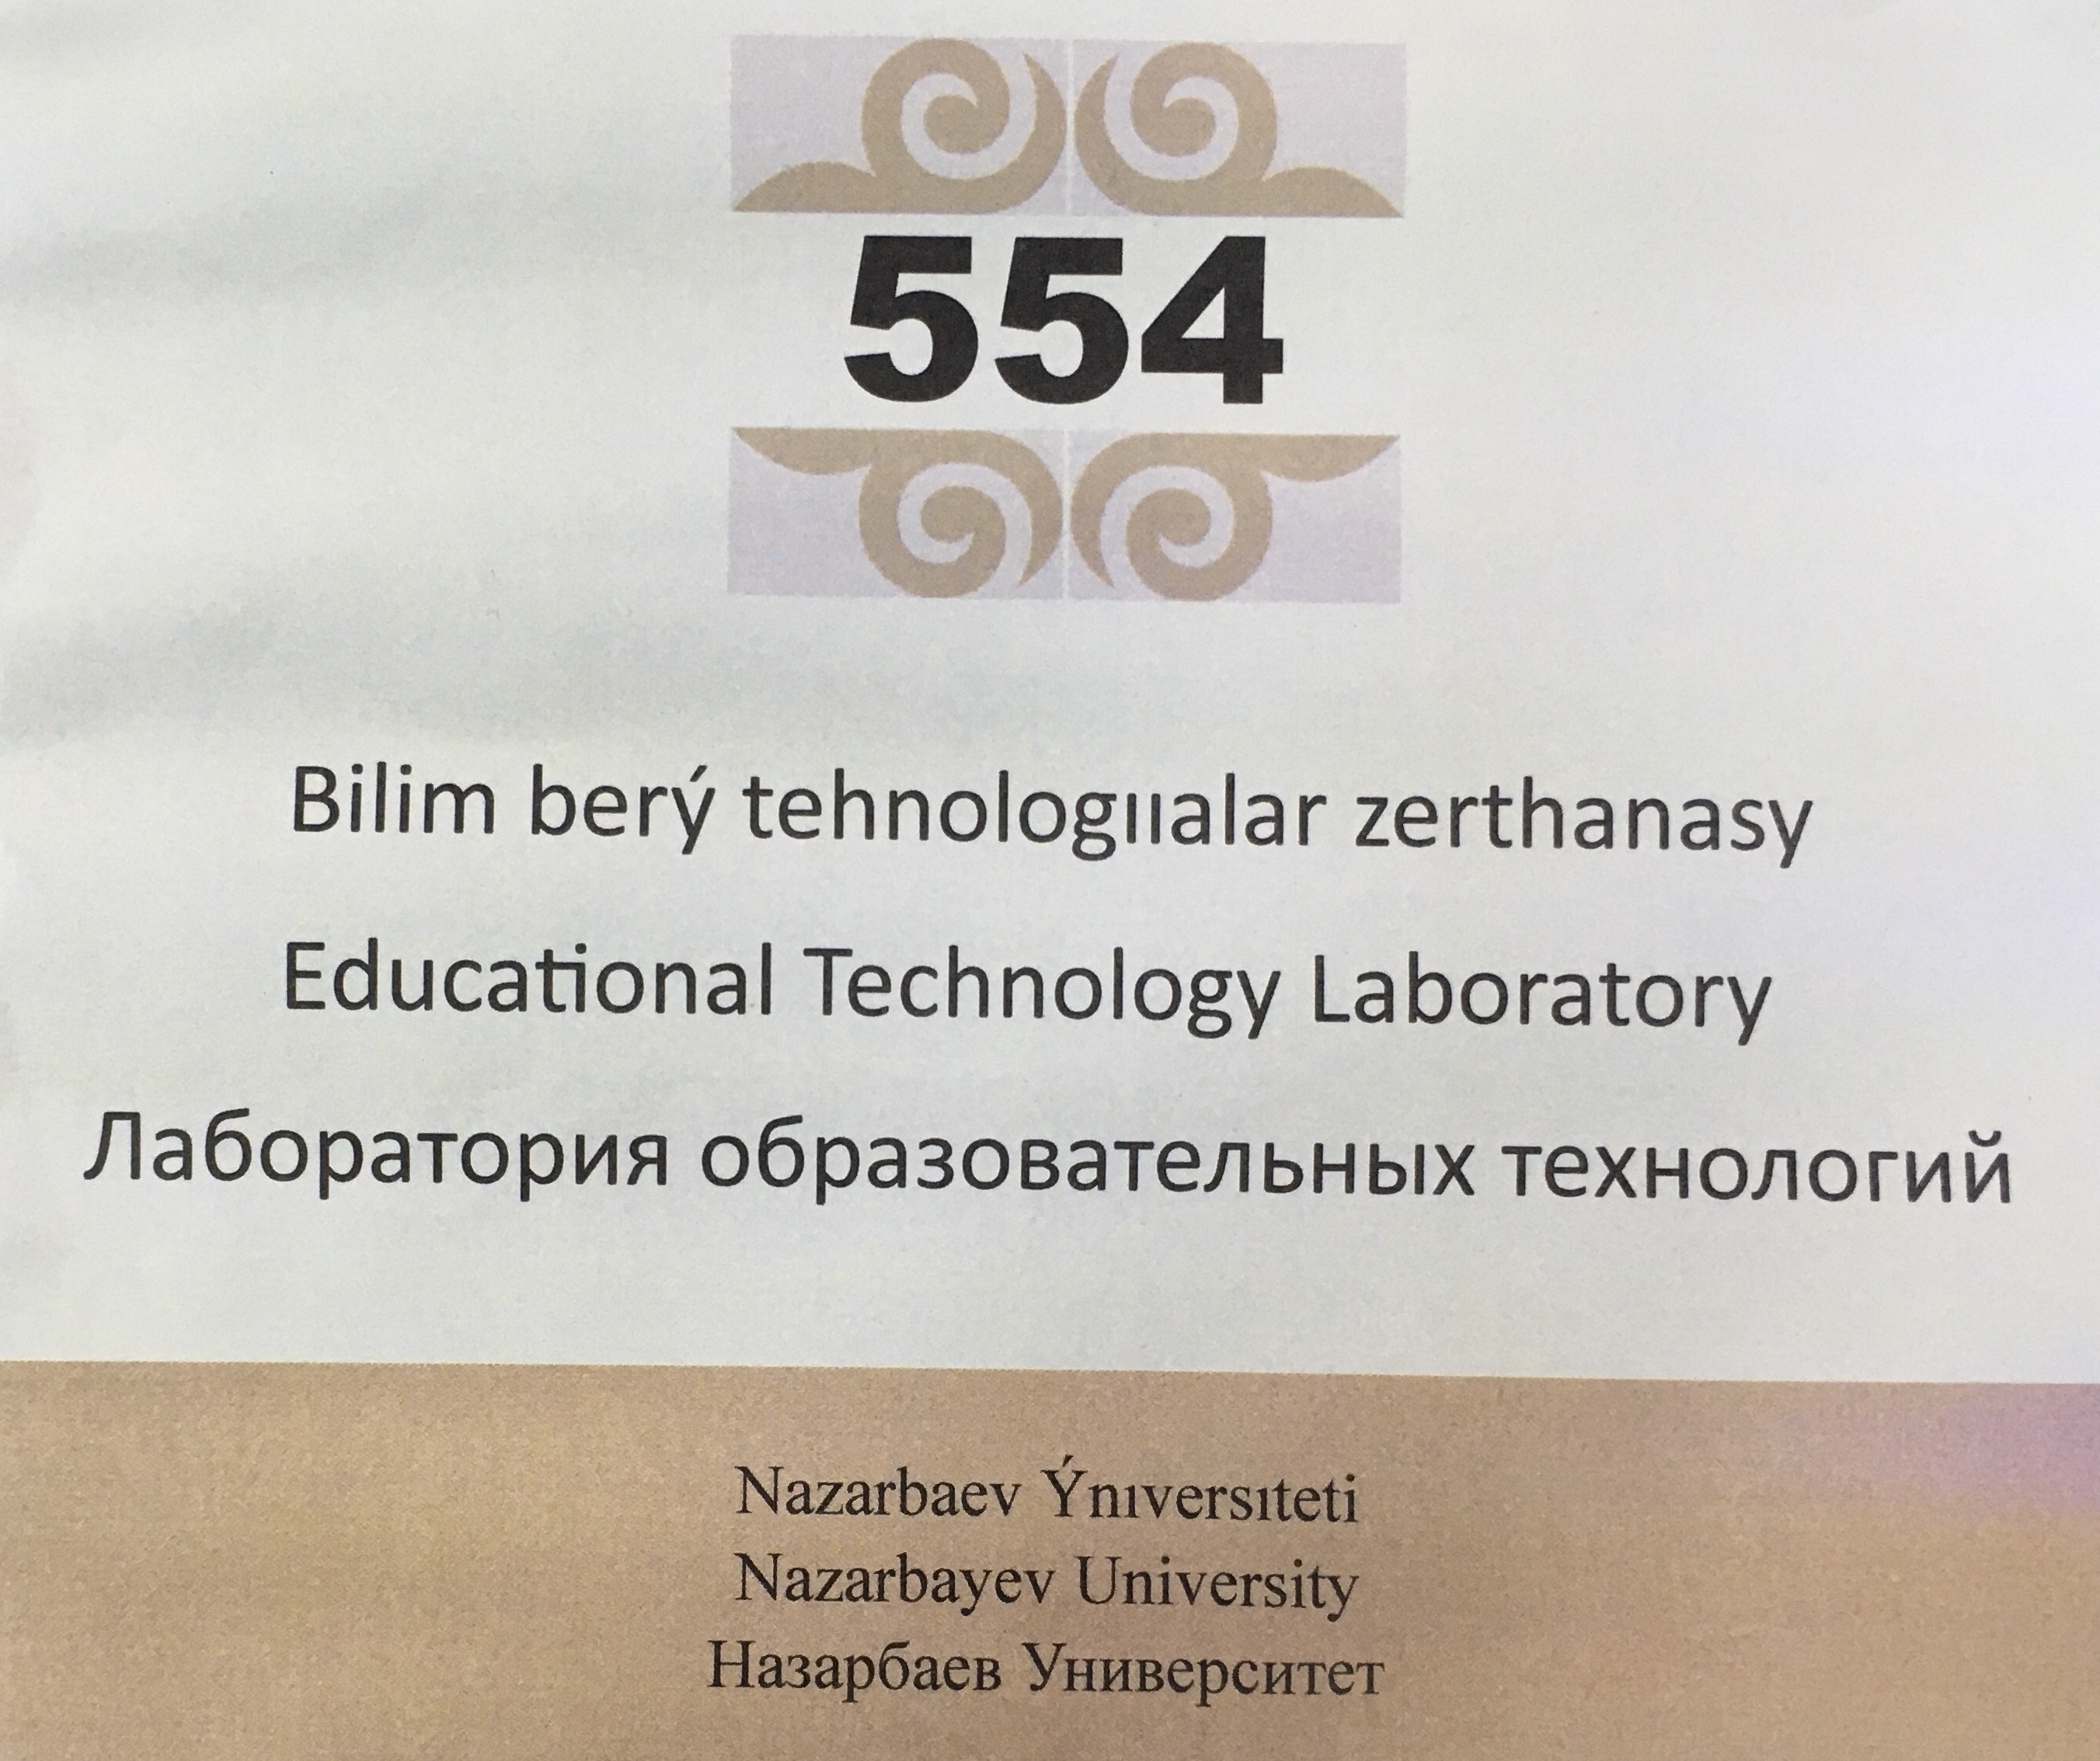 554
Bilim berý tehnologııalar zerthanasy
Educational Technology Laboratory
Лаборатория образовательных технологий
Nazarbaev Ýnıversıteti
Nazarbayev University
Назарбаев Университет